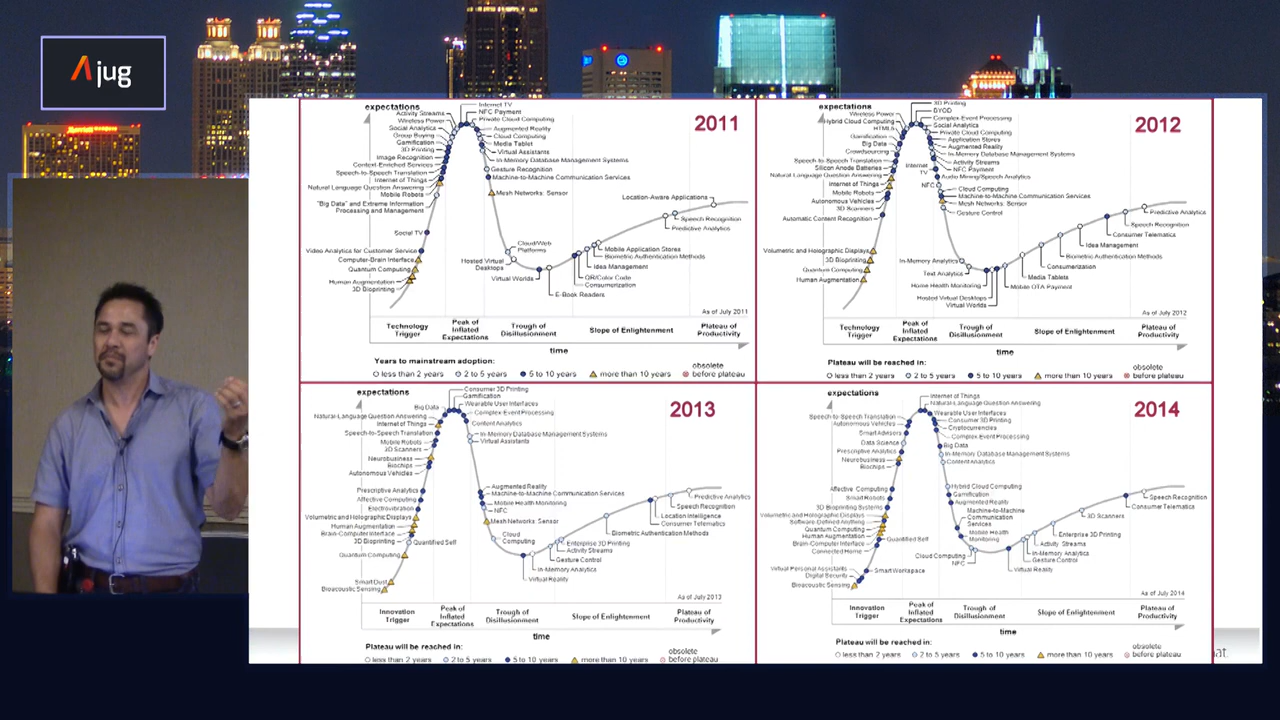 jug
Marriott
expectations
2011
Internet TV
NFC Payment
Private Cloud Computing
Activity Streams
Wireless Power
Social Analytics
Group Buying
Gamification
3D Printing
Image Recognition
Context-Enriched Services
Speech-to-Speech Translation
Internet of Things
Natural Language Question Answering
Mobile Robots
"Big Data" and Extreme Information
Processing and Management
Social TV
Video Analytics for Customer Service
Computer-Brain Interface
Quantum Computing
Human Augmentation
3D Bioprinting
Augmented Reality
Cloud Computing
Media Tablet
Virtual Assistants
In-Memory Database Management Systems
Gesture Recognition
Machine-to-Machine Communication Services
Mesh Networks: Sensor
Cloud/Web
Platforms
Hosted Virtual
Desktops
Virtual Worlds
E-Book Readers
QR/Color Code
Consumerization
Idea Management
Biometric Authentication Methods
Mobile Application Stores
Predictive Analytics
Speech Recognition
Location-Aware Applications
As of July 2011
Technology
Trigger
Peak of
Inflated
Expectations
Trough of
Disillusionment
Slope of Enlightenment
Plateau of
Productivity
time
Years to mainstream adoption:
less than 2 years
2 to 5 years
5 to 10 years
more than 10 years
obsolete
before plateau
expectations
2012
3D Printing
BYOD
Complex-Event Processing
Social Analytics
Private Cloud Computing
Application Stores
Augmented Reality
In-Memory Database Management Systems
Activity Streams
NFC Payment
Internet
TV
Audio Mining/Speech Analytics
NFC
Cloud Computing
Machine-to-Machine Communication Services
Mesh Networks: Sensor
Gesture Control
Wireless Power
Hybrid Cloud Computing
HTML5
Gamification
Big Data
Crowdsourcing
Speech-to-Speech Translation
Silicon Anode Batteries
Natural-Language Question Answering
Internet of Things
Mobile Robots
Autonomous Vehicles
3D Scanners
Automatic Content Recognition
Volumetric and Holographic Displays
3D Bioprinting
Quantum Computing
Human Augmentation
In-Memory Analytics
Text Analytics
Home Health Monitoring
Hosted Virtual Desktops
Virtual Worlds
Mobile OTA Payment
Media Tablets
Consumerization
Biometric Authentication Methods
Idea Management
Consumer Telematics
Speech Recognition
Predictive Analytics
As of July 2012
Technology
Trigger
Peak of
Inflated
Expectations
Trough of
Disillusionment
Slope of Enlightenment
Plateau of
Productivity
time
Plateau will be reached in:
less than 2 years
2 to 5 years
5 to 10 years
more than 10 years
obsolete
before plateau
expectations
2013
Consumer 3D Printing
Gamification
Wearable User Interfaces
Complex-Event Processing
Content Analytics
In-Memory Database Management Systems
Virtual Assistants
Big Data
Natural-Language Question Answering
Internet of Things
Speech-to-Speech Translation
Mobile Robots
3D Scanners
Neurobusiness
Biochips
Autonomous Vehicles
Prescriptive Analytics
Affective Computing
Electrovibration
Volumetric and Holographic Displays
Human Augmentation
Brain-Computer Interface
3D Bioprinting
Quantified Self
Quantum Computing
Smart Dust
Bioacoustic Sensing
Augmented Reality
Machine-to-Machine Communication Services
Mobile Health Monitoring
NFC
Mesh Networks: Sensor
Cloud
Computing
Virtual Reality
In-Memory Analytics
Gesture Control
Activity Streams
Enterprise 3D Printing
Biometric Authentication Methods
Consumer Telematics
Location Intelligence
Speech Recognition
Predictive Analytics
As of July 2013
Innovation
Trigger
Peak of
Inflated
Expectations
Trough of
Disillusionment
Slope of Enlightenment
Plateau of
Productivity
time
Plateau will be reached in:
less than 2 years
2 to 5 years
5 to 10 years
more than 10 years
obsolete
before plateau
expectations
2014
Internet of Things
Natural-Language Question Answering
Wearable User Interfaces
Consumer 3D Printing
Cryptocurrencies
Complex-Event Processing
Big Data
In-Memory Database Management Systems
Content Analytics
Speech-to-Speech Translation
Autonomous Vehicles
Smart Advisors
Data Science
Prescriptive Analytics
Neurobusiness
Biochips
Affective Computing
Smart Robots
3D Bioprinting Systems
Volumetric and Holographic Displays
Software-Defined Anything
Quantum Computing
Human Augmentation
Brain-Computer Interface
Connected Home
Quantified Self
Virtual Personal Assistants
Smart Workspace
Digital Security
Bioacoustic Sensing
Hybrid Cloud Computing
Gamification
Augmented Reality
Machine-to-Machine
Communication
Services
Mobile Health
Monitoring
Cloud Computing
NFC
Virtual Reality
Gesture Control
In-Memory Analytics
Activity Streams
Enterprise 3D Printing
3D Scanners
Consumer Telematics
Speech Recognition
As of July 2014
Innovation
Trigger
Peak of
Inflated
Expectations
Trough of
Disillusionment
Slope of Enlightenment
Plateau of
Productivity
time
Plateau will be reached in:
less than 2 years
2 to 5 years
5 to 10 years
more than 10 years
obsolete
before plateau